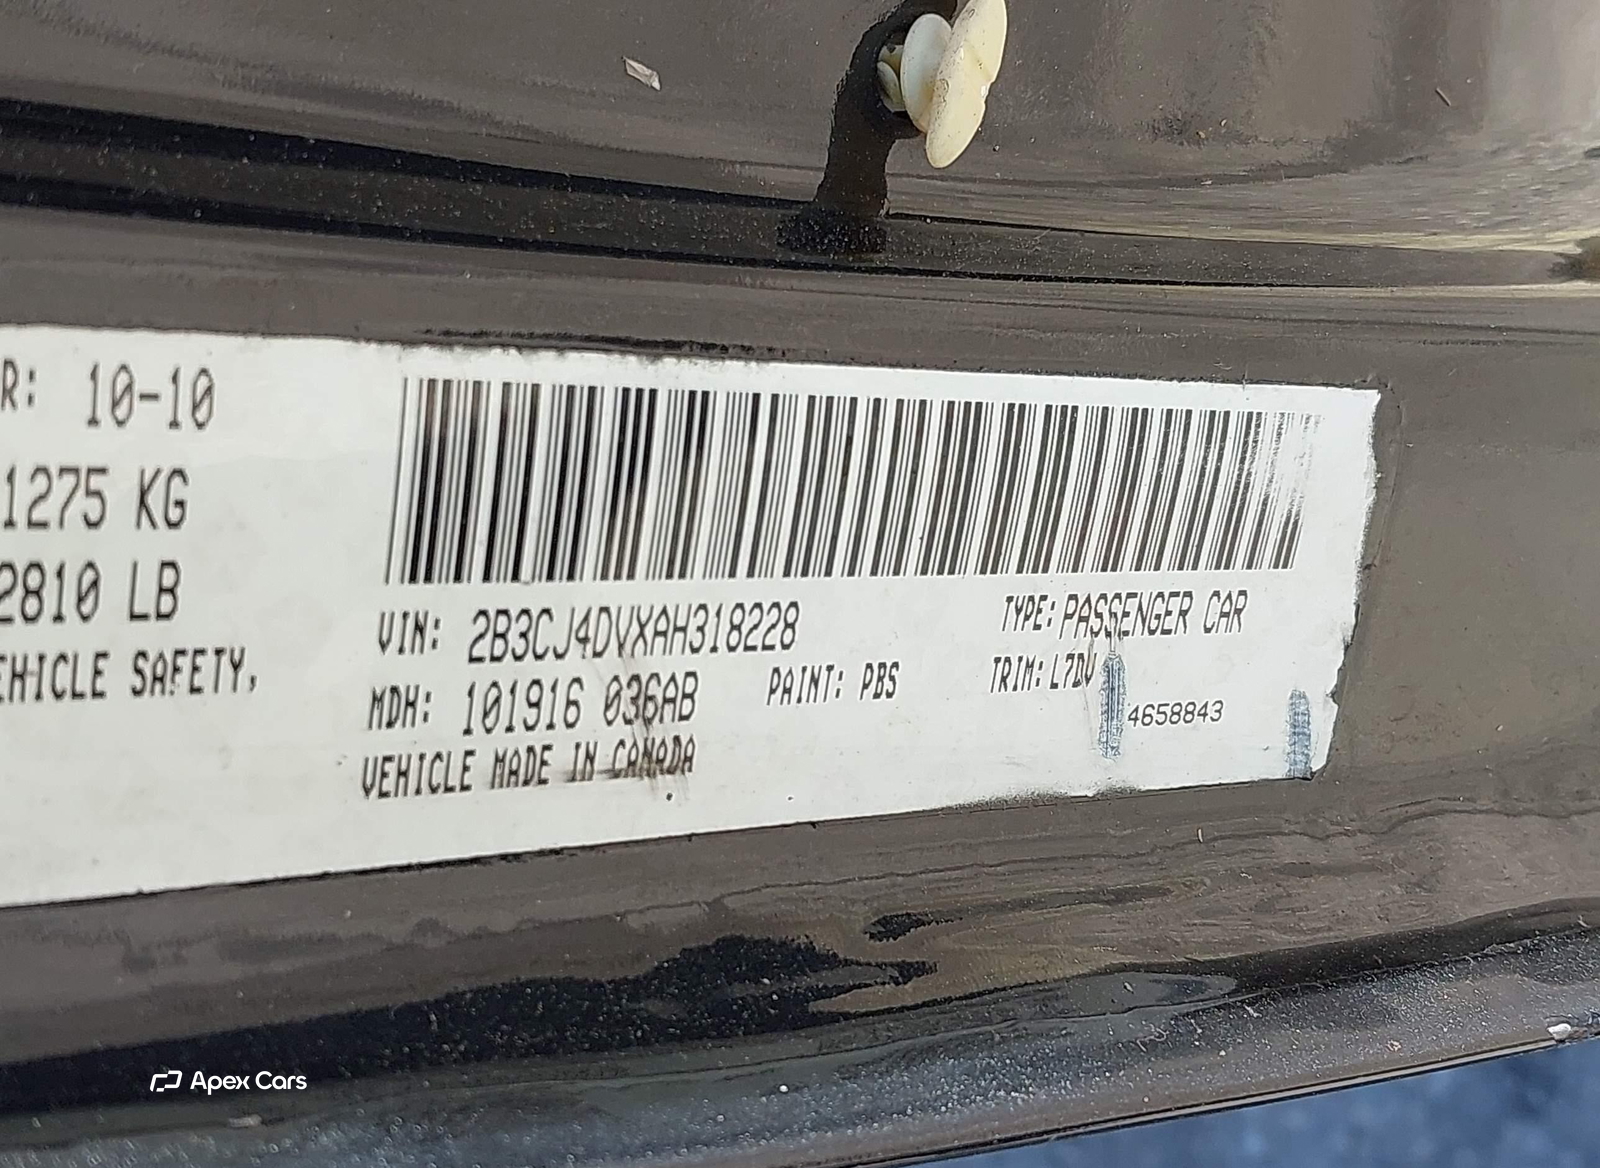 R: 10-10
1275 KG
2810 LB
EHICLE SAFETY,
VIN: 2B3CJ4DVXAH318228
TYPE: PASSENGER CAR
MDH: 101916 036AB
PAINT: PBS
TRIM: L7DV
4658843
VEHICLE MADE IN CANADA
Apex Cars